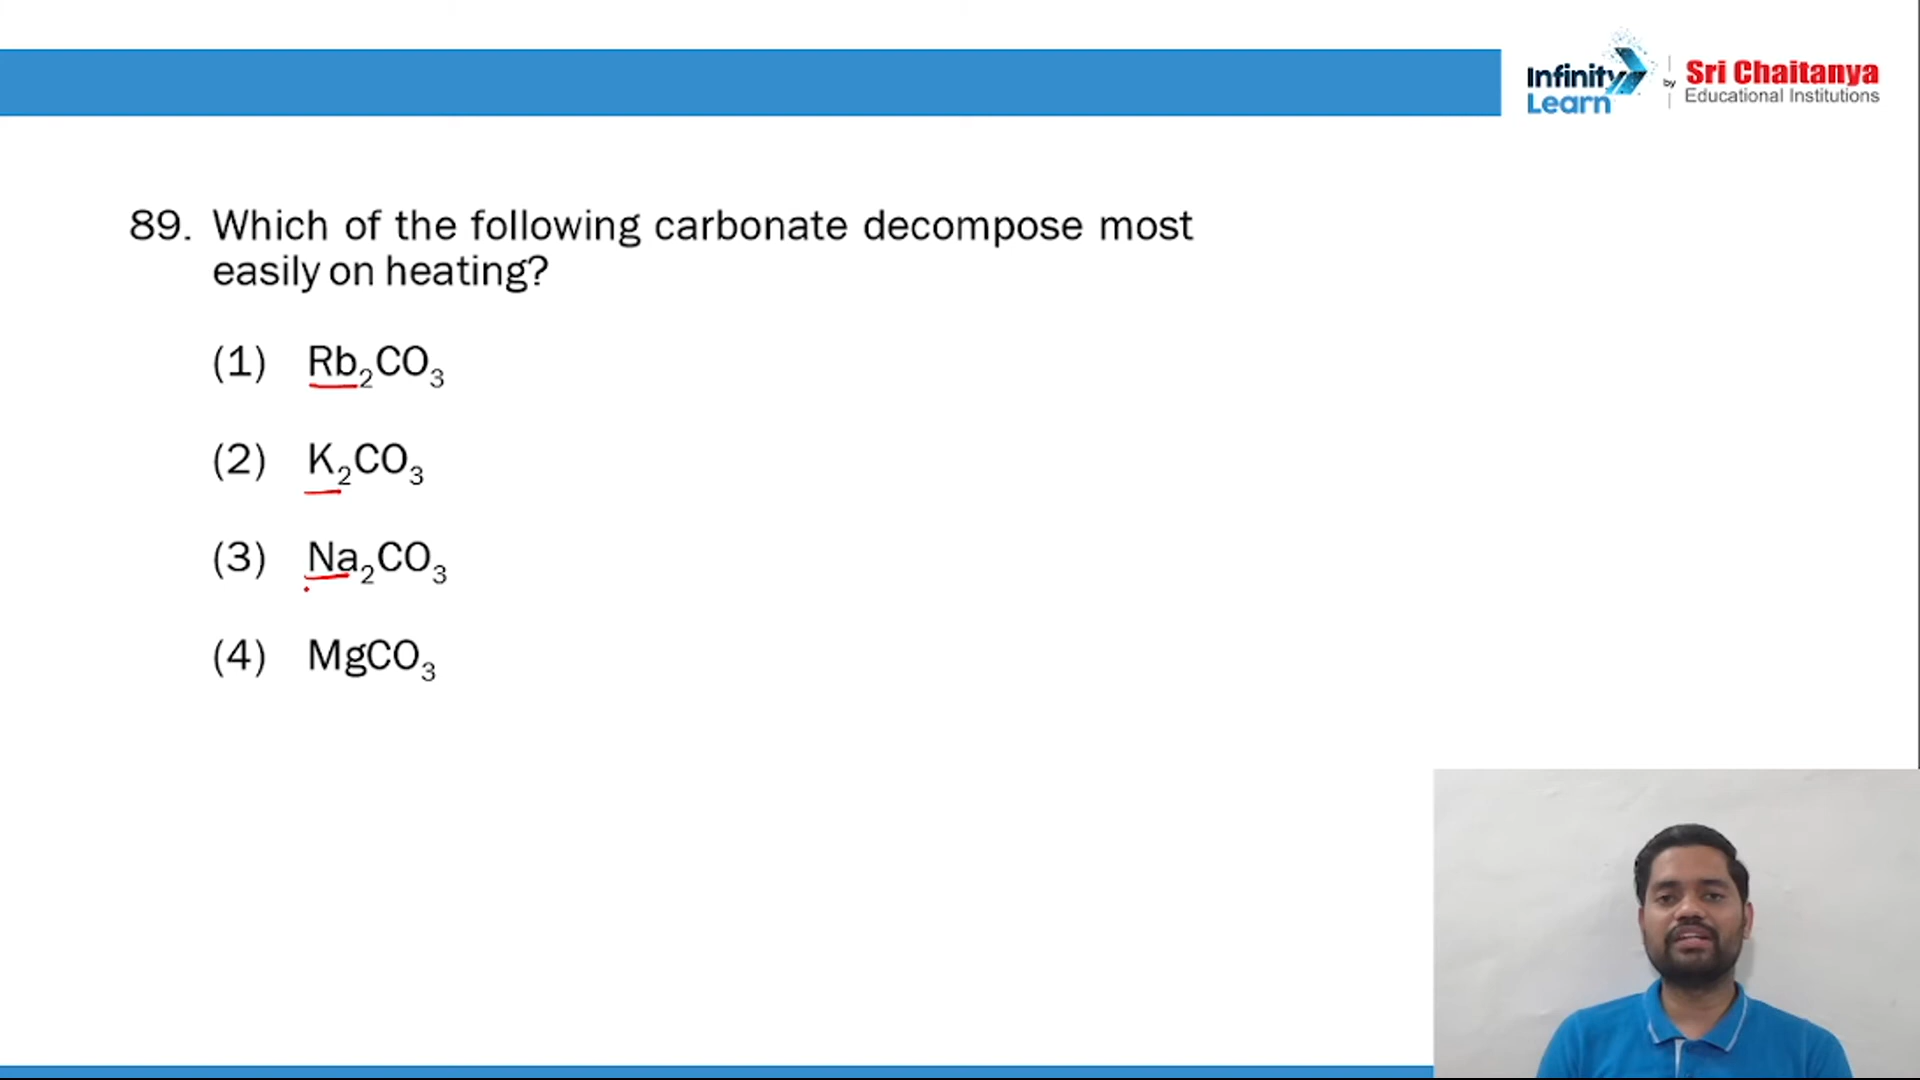 Infinity
Learn
by
Sri Chaitanya
Educational Institutions
89. Which of the following carbonate decompose most
easily on heating?
(1) Rb₂CO₃
(2) K₂CO₃
(3) Na₂CO₃
(4) MgCO₃